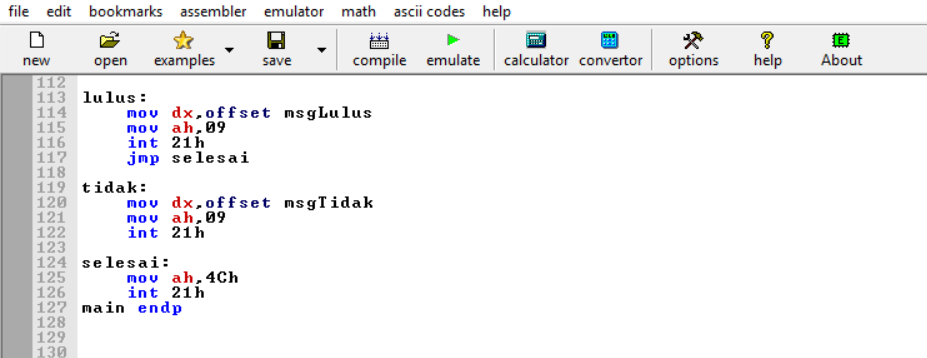 file edit bookmarks assembler emulator math ascii codes help
new open examples save compile emulate calculator convertor options help About
112
113 lulus:
114 mov dx,offset msgLulus
115 mov ah,09
116 int 21h
117 jmp selesai
118
119 tidak:
120 mov dx,offset msgTidak
121 mov ah,09
122 int 21h
123
124 selesai:
125 mov ah,4Ch
126 int 21h
127 main endp
128
129
130